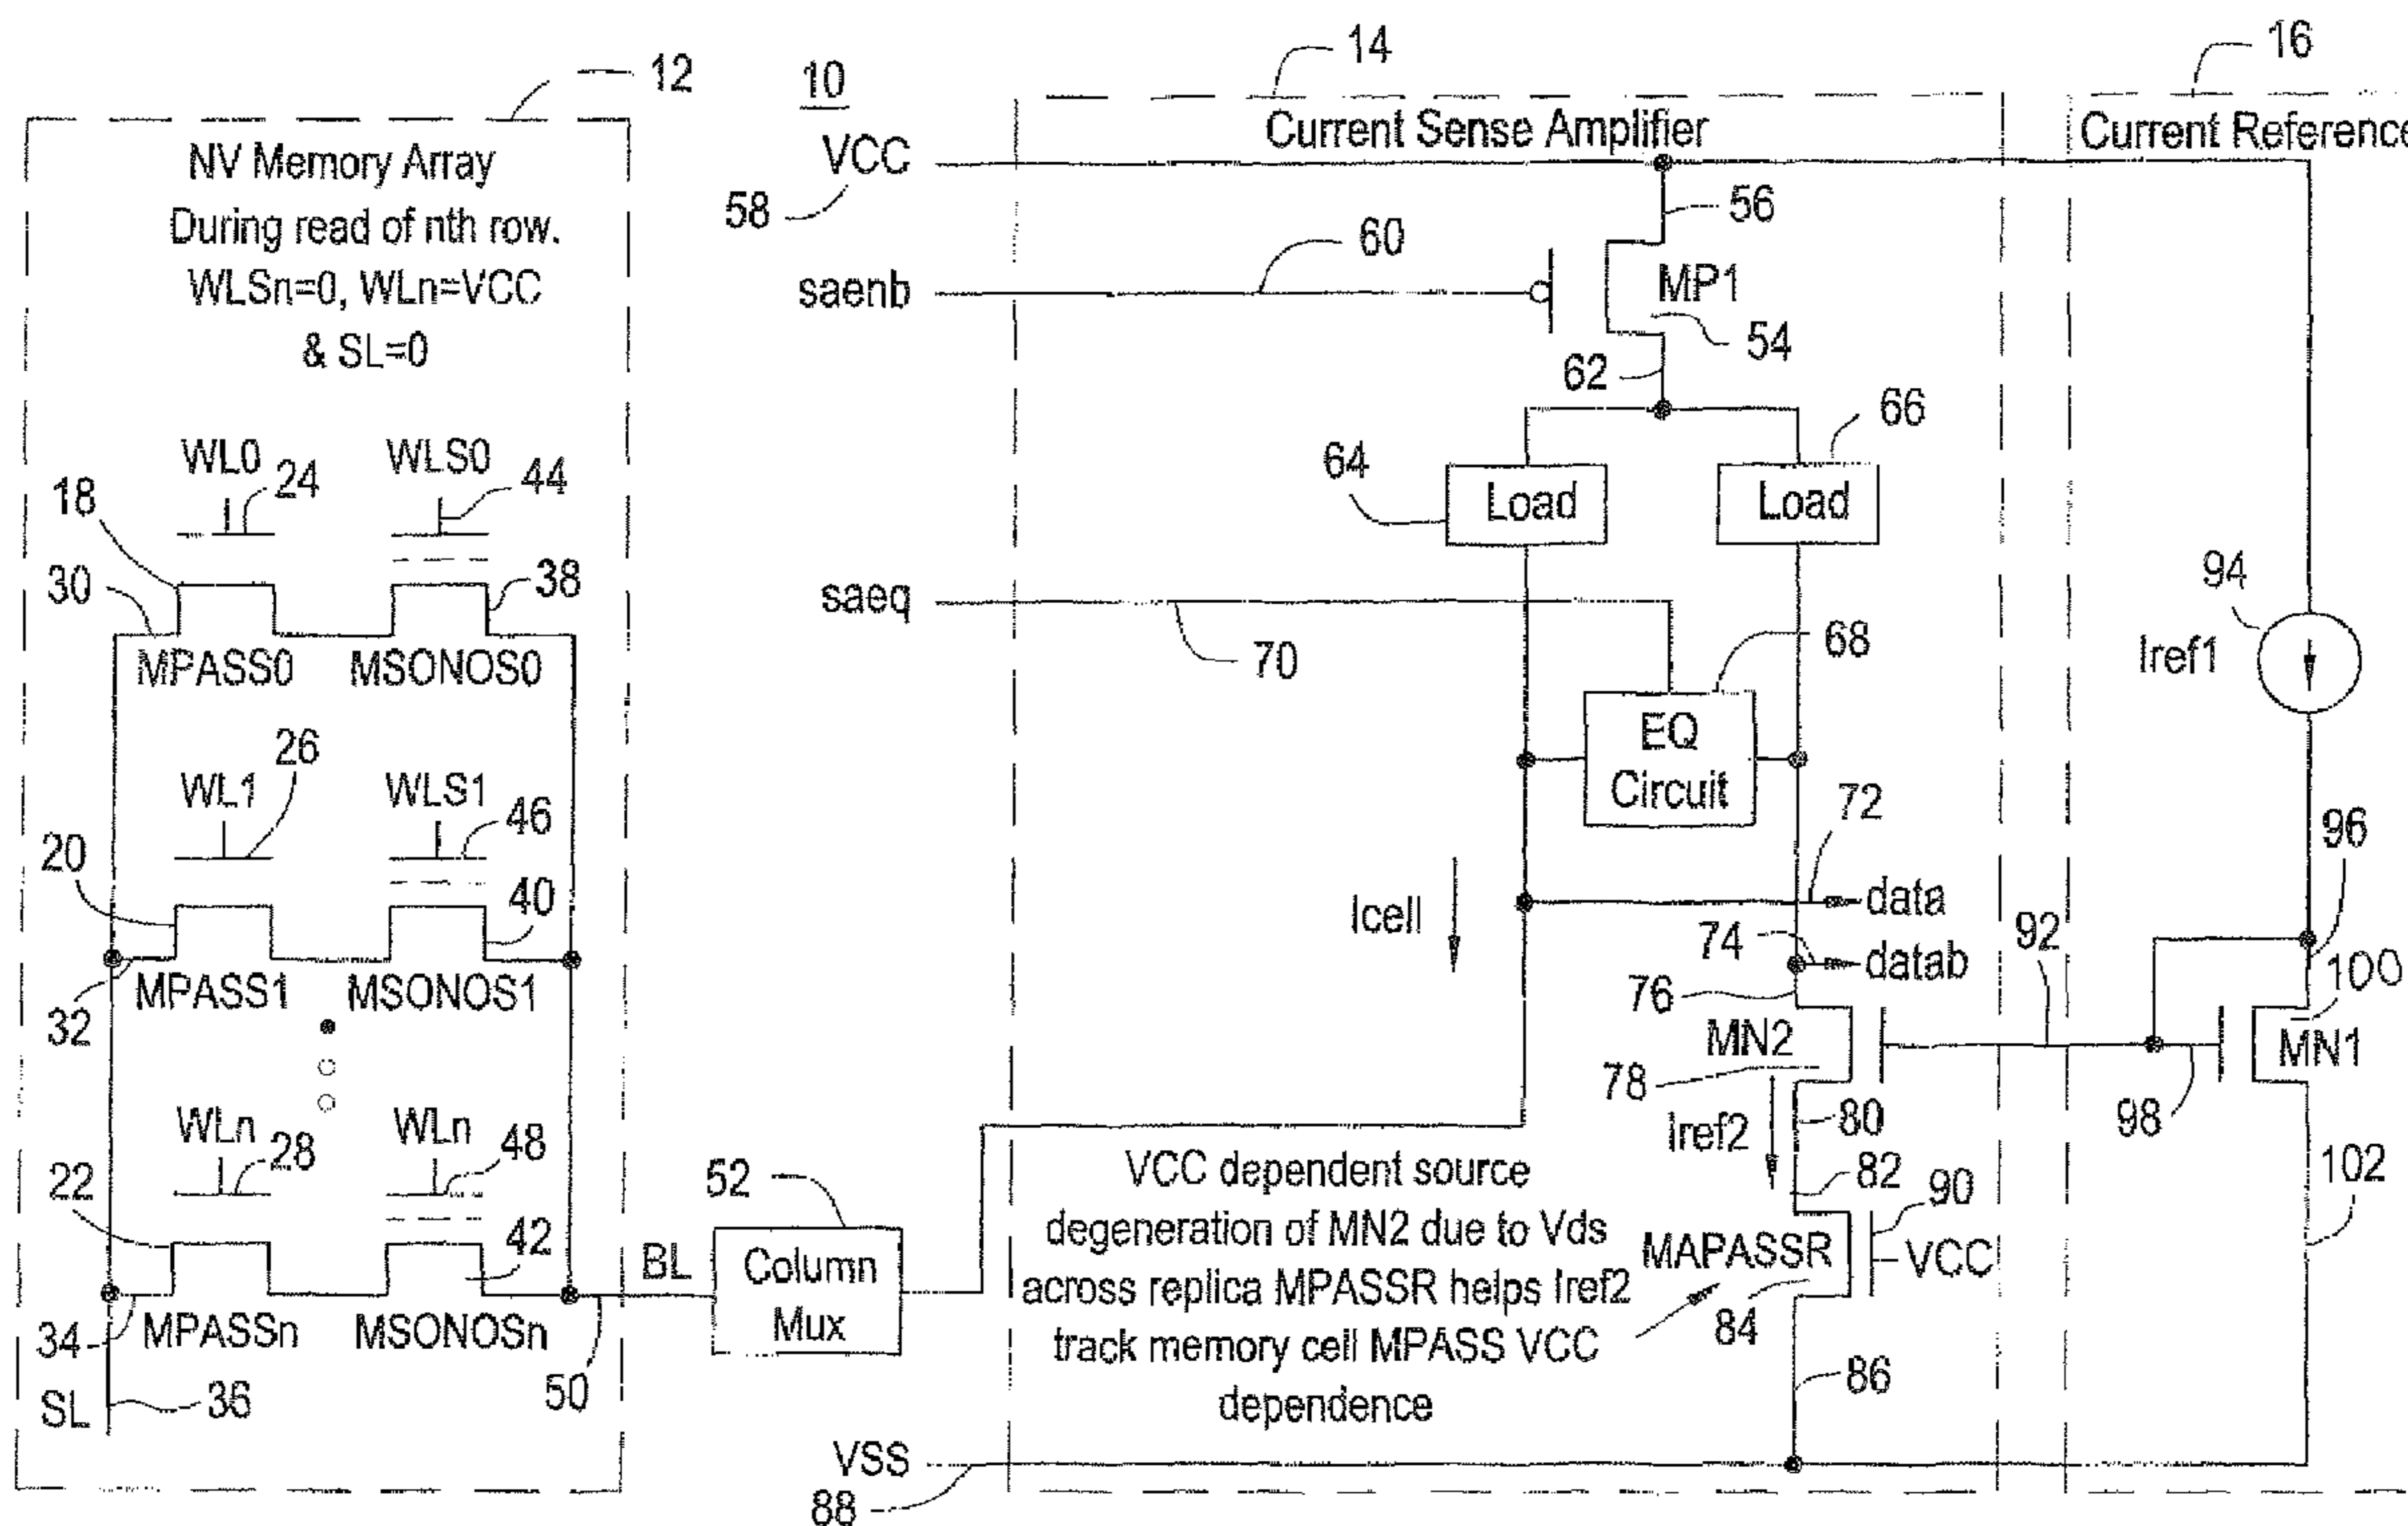 12
10
14
16
NV Memory Array
During read of nth row.
WLSn=0, WLn=VCC
& SL=0
WL0
24
WLS0
44
18
30
38
MPASS0
MSONOS0
WL1
26
WLS1
46
20
40
32
MPASS1
MSONOS1
WLn
28
WLn
48
22
42
34
MPASSn
MSONOSn
SL
36
50
BL
52
Column
Mux
Current Sense Amplifier
VCC
58
56
saenb
60
MP1
54
62
64
Load
66
Load
saeq
70
68
EQ
Circuit
72
data
Icell
74
datab
76
MN2
78
Iref2
80
82
90
MAPASSR
VCC
84
86
VCC dependent source
degeneration of MN2 due to Vds
across replica MPASSR helps Iref2
track memory cell MPASS VCC
dependence
VSS
88
Current Reference
94
Iref1
96
92
100
MN1
98
102